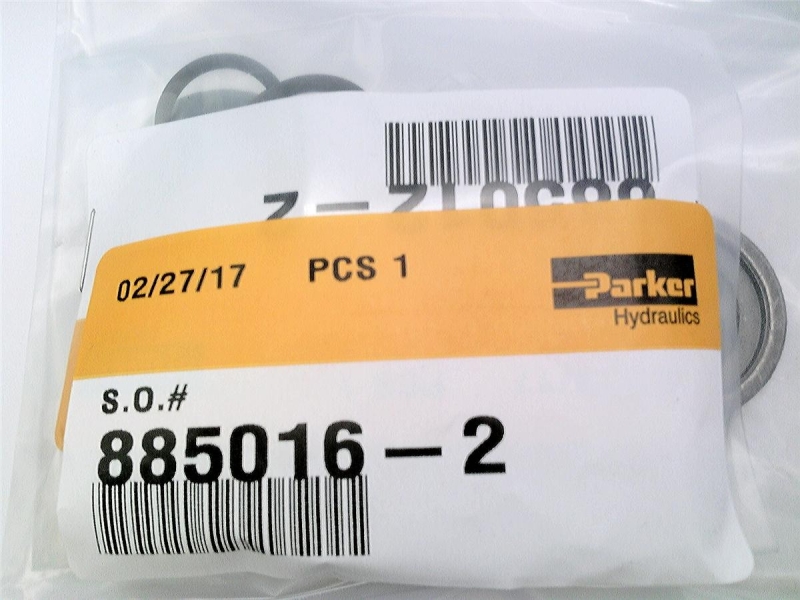 02/27/17 PCS 1
Parker
Hydraulics
S.O.#
885016-2